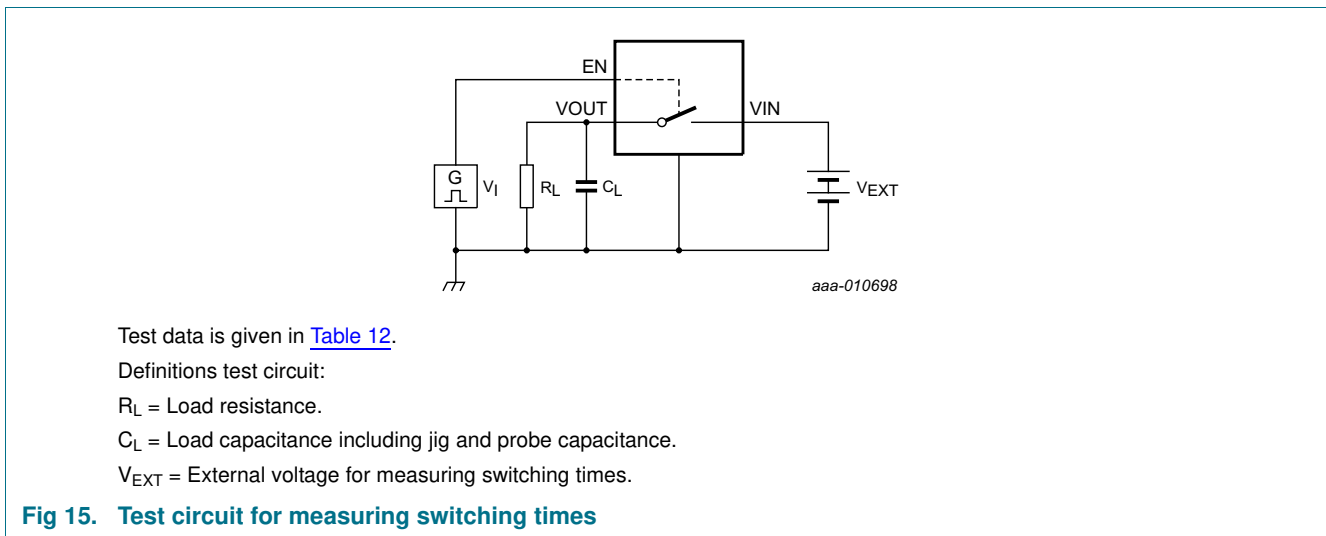 EN
VOUT
VIN
G
VI
RL
CL
VEXT
aaa-010698
Test data is given in Table 12.
Definitions test circuit:
RL = Load resistance.
CL = Load capacitance including jig and probe capacitance.
VEXT = External voltage for measuring switching times.
Fig 15. Test circuit for measuring switching times